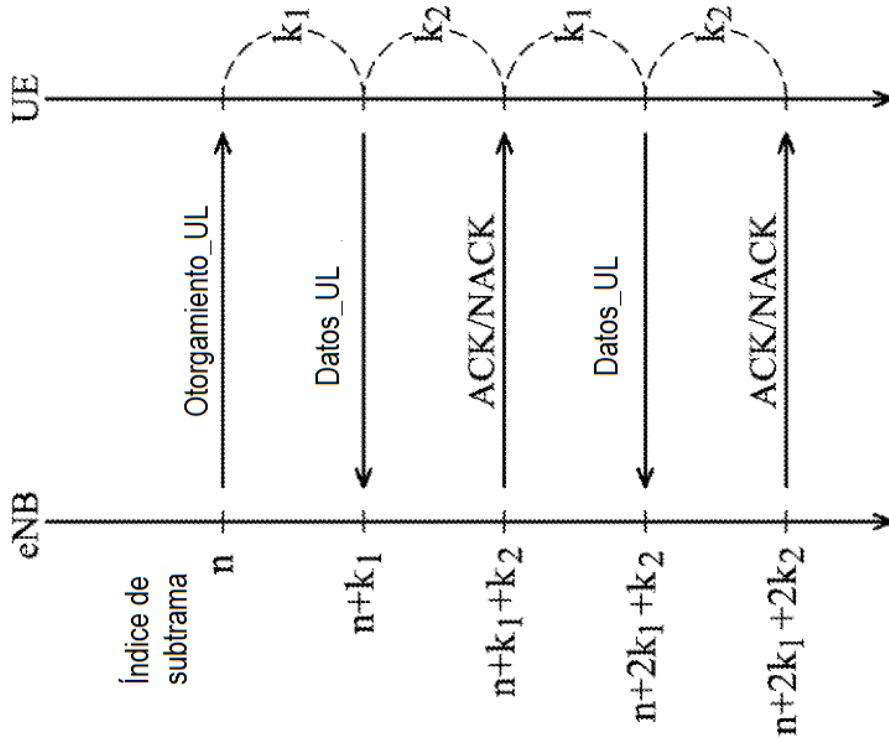 eNB
UE
Índice de
subtrama
n
Otorgamiento_UL
k1
n+k1
Datos_UL
k2
n+k1+k2
ACK/NACK
k1
n+2k1+k2
Datos_UL
k2
n+2k1+2k2
ACK/NACK